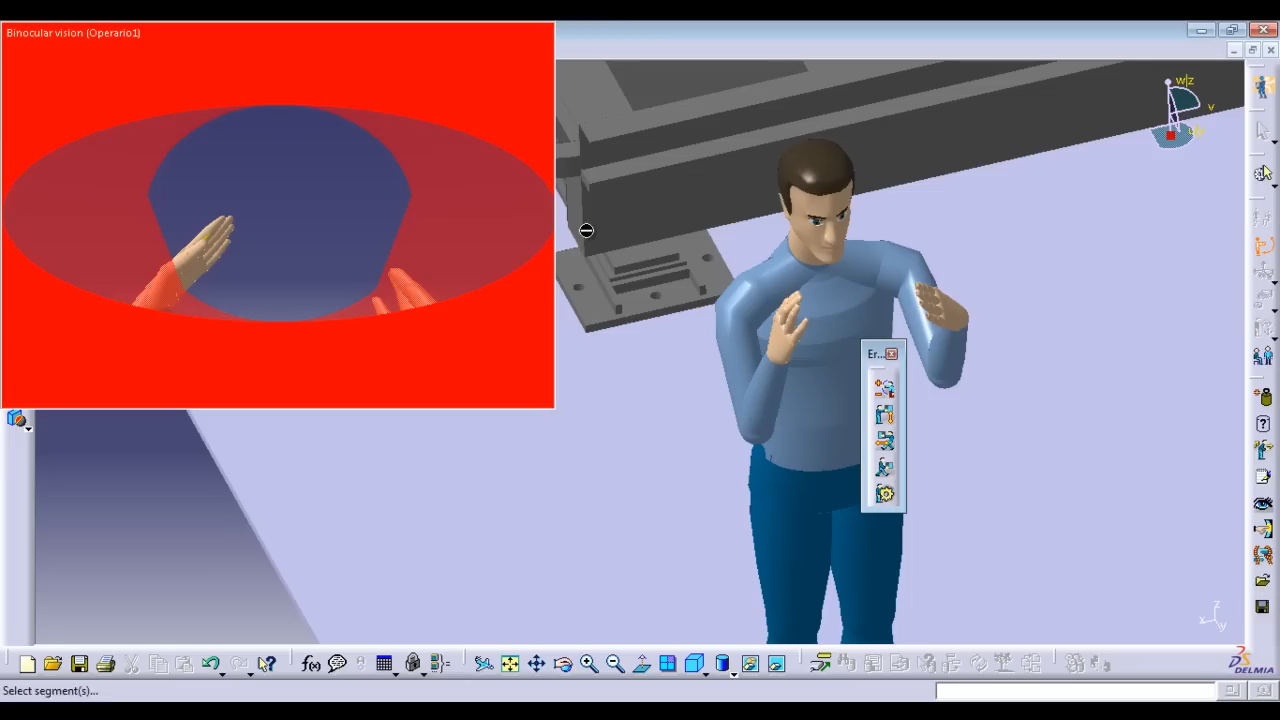 Binocular vision (Operario1)
w|z
v
Er...
f(x)
z
x
y
DELMIA
Select segment(s)...